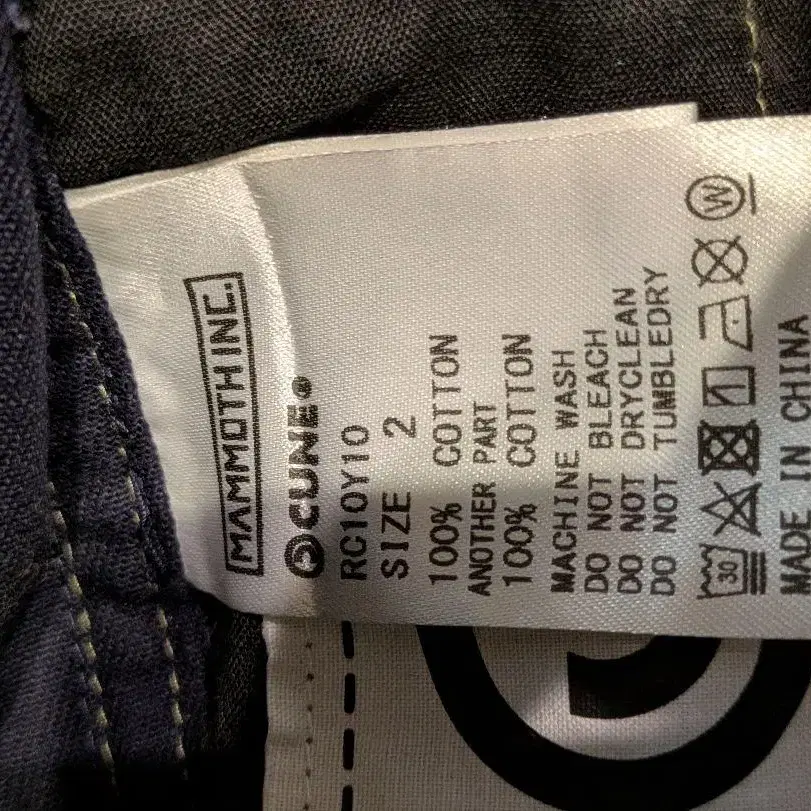 MAMMOTH INC.
CUNE
RC10Y10
SIZE 2
100% COTTON
ANOTHER PART
100% COTTON
MACHINE WASH
DO NOT BLEACH
DO NOT DRYCLEAN
DO NOT TUMBLEDRY
30 W
MADE IN CHINA